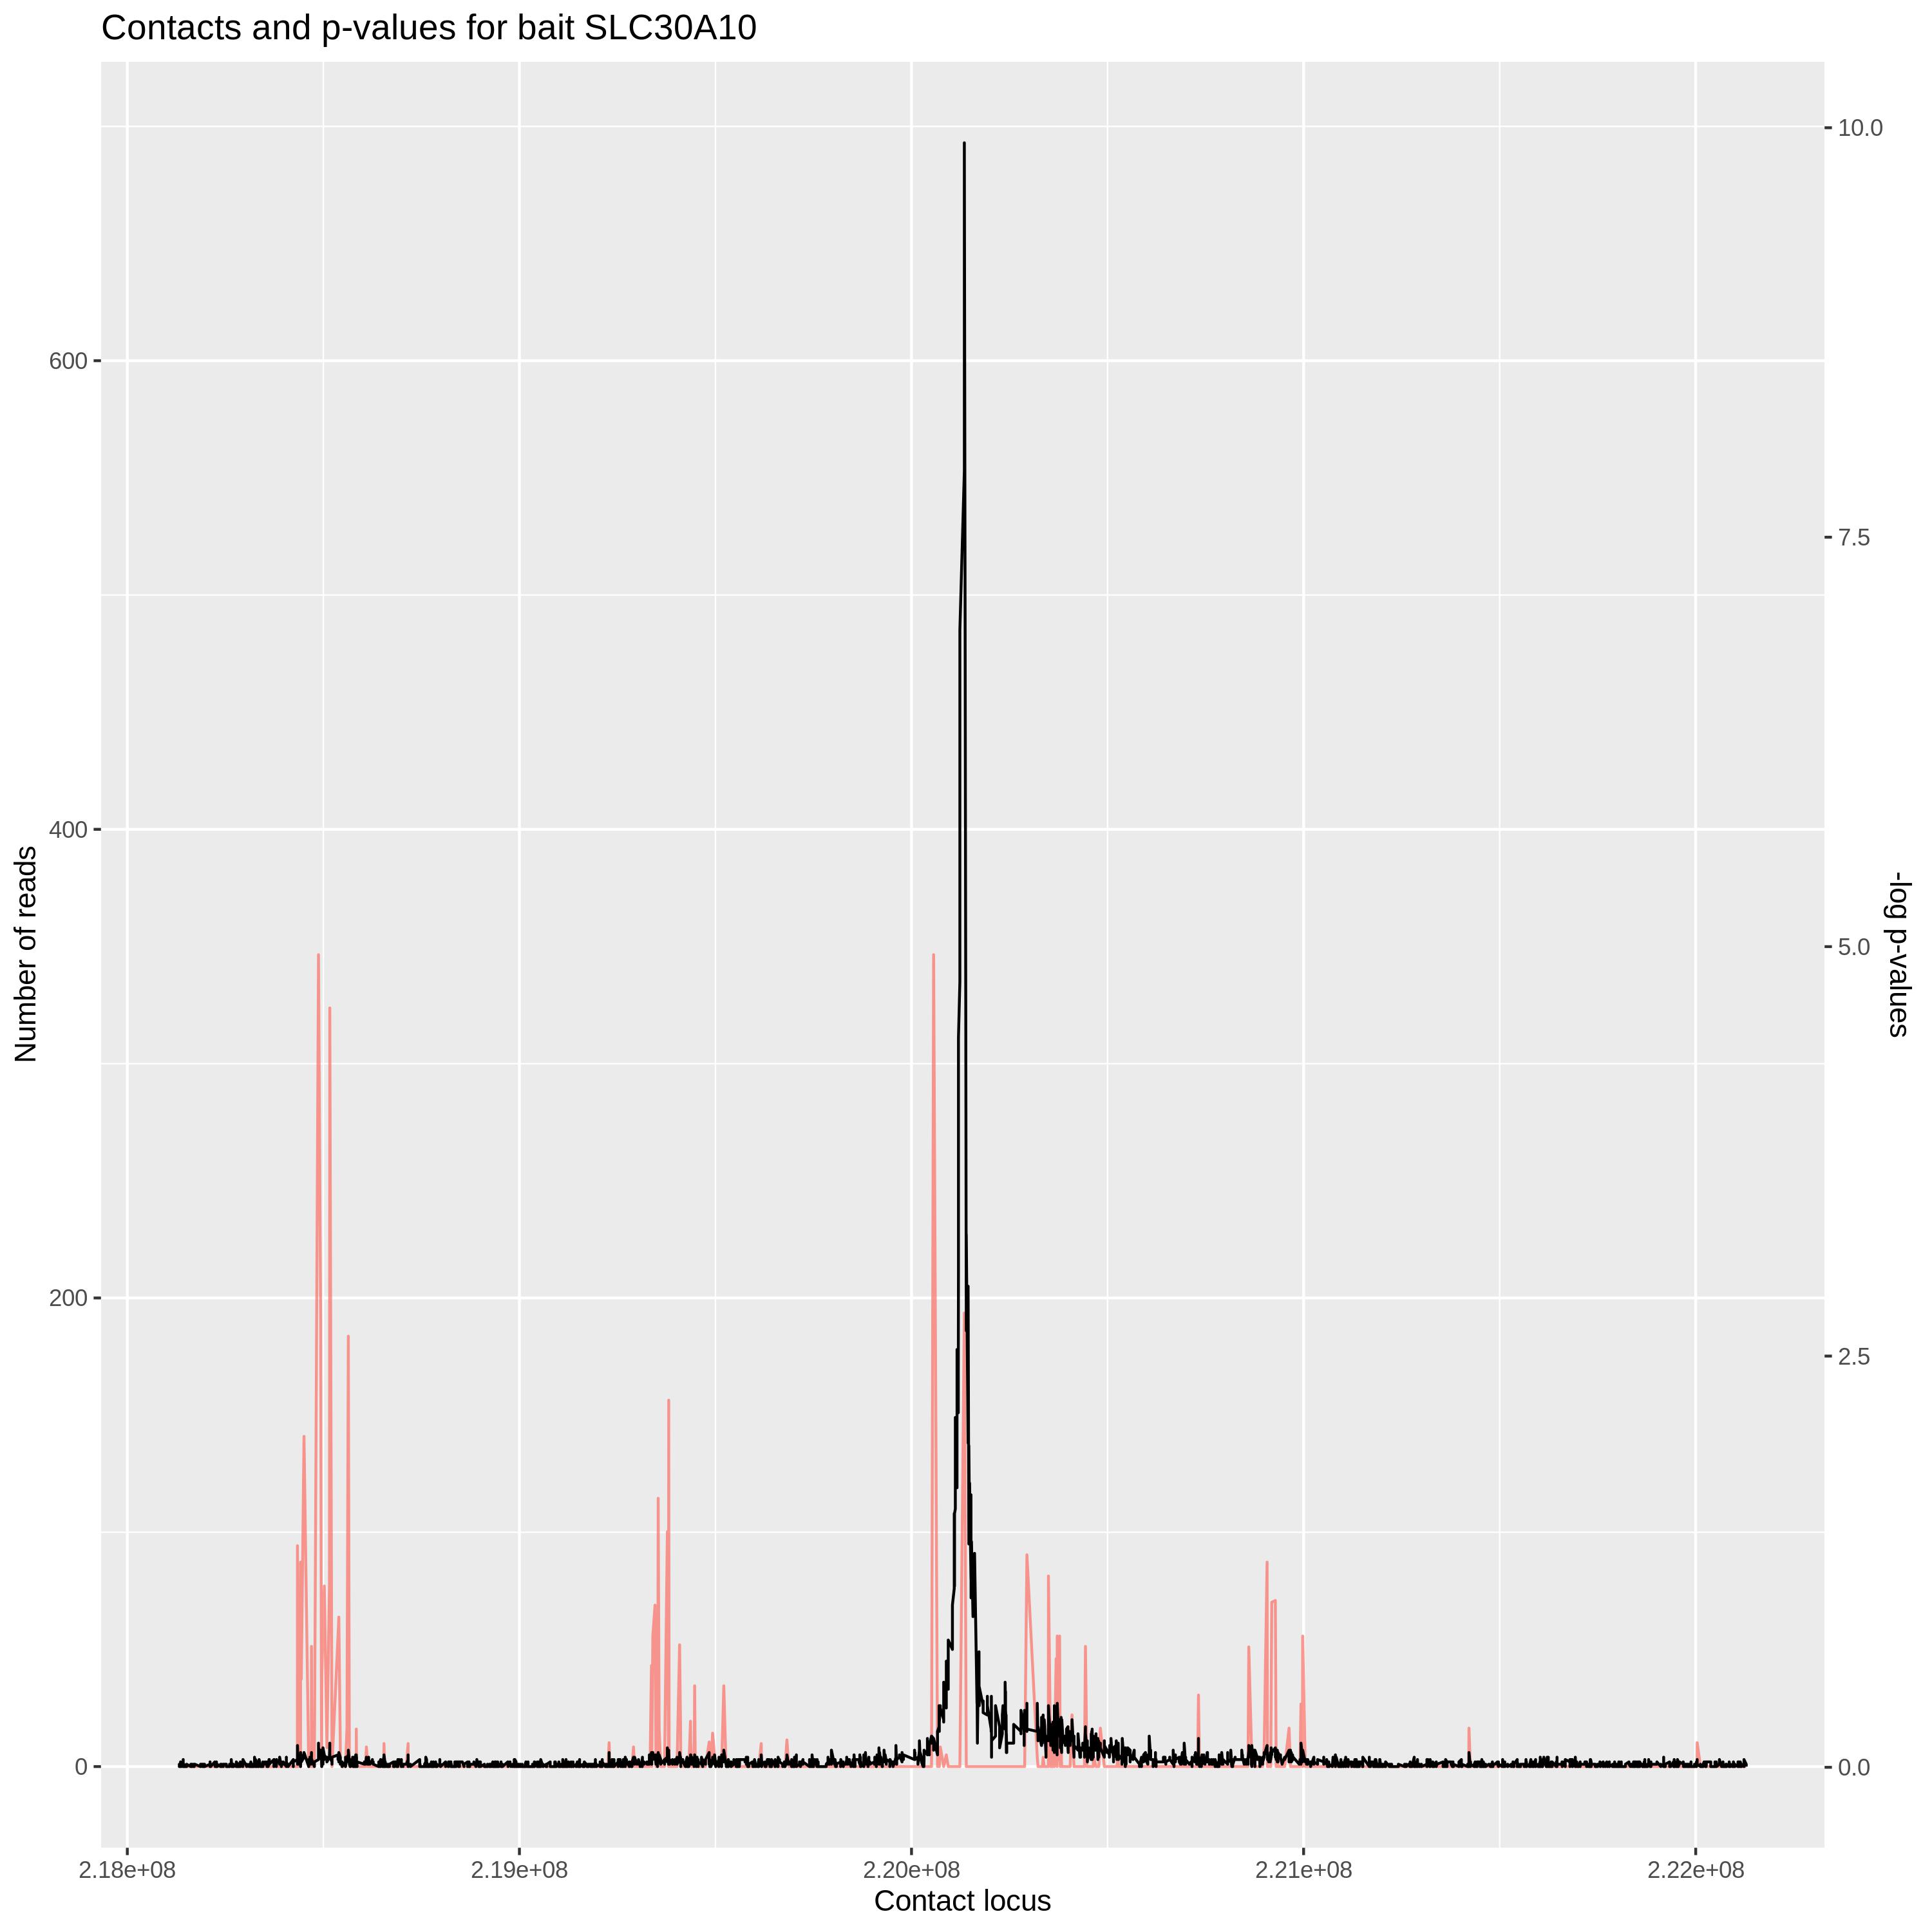 Contacts and p-values for bait SLC30A10
Number of reads
600
400
200
0
10.0
7.5
5.0
2.5
0.0
-log p-values
2.18e+08
2.19e+08
2.20e+08
2.21e+08
2.22e+08
Contact locus